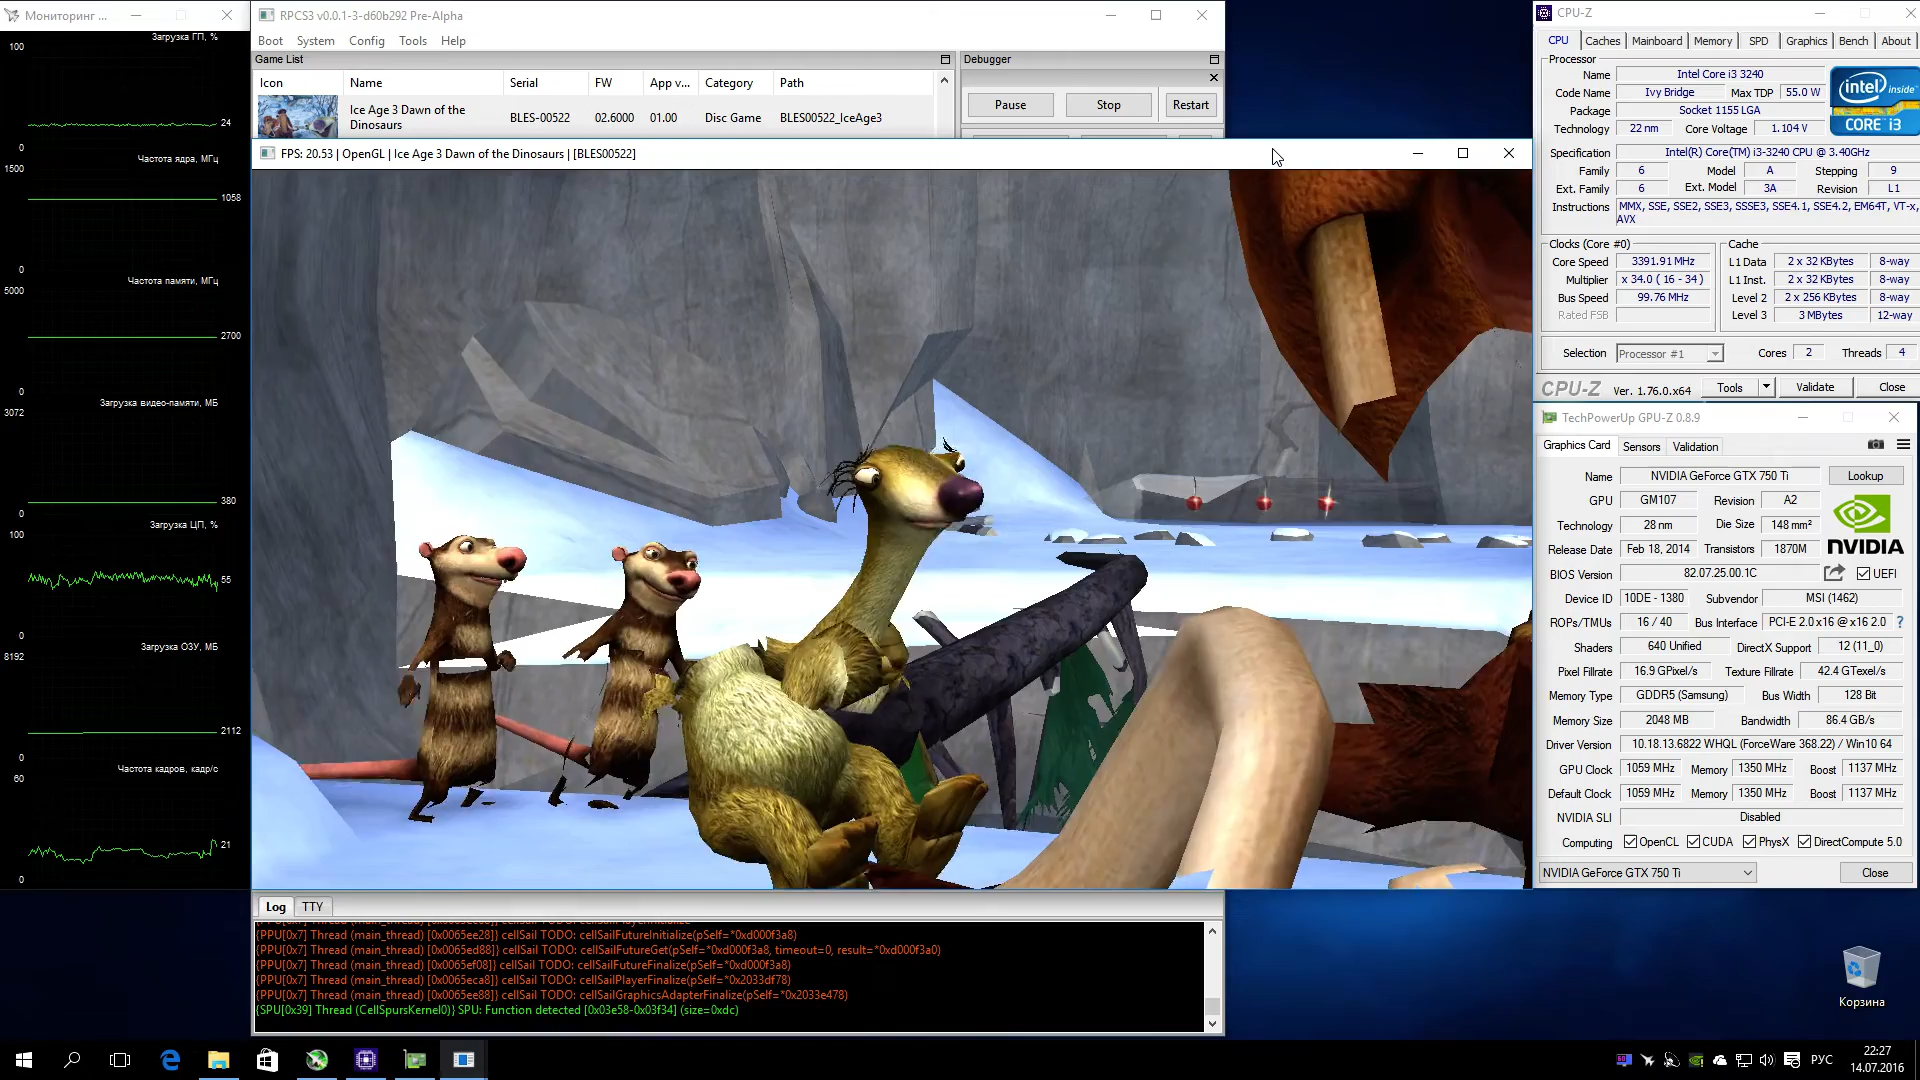 Мониторинг ...
Загрузка ГП, %
100
24
0
Частота ядра, МГц
1500
1058
0
Частота памяти, МГц
5000
2700
0
Загрузка видео-памяти, МБ
3072
380
0
Загрузка ЦП, %
100
55
0
Загрузка ОЗУ, МБ
8192
2112
0
Частота кадров, кадр/с
60
21
0
RPCS3 v0.0.1-3-d60b292 Pre-Alpha
Boot System Config Tools Help
Game List
Icon Name Serial FW App v... Category Path
Ice Age 3 Dawn of the
Dinosaurs BLES-00522 02.6000 01.00 Disc Game BLES00522_IceAge3
Debugger
Pause Stop Restart
FPS: 20.53 | OpenGL | Ice Age 3 Dawn of the Dinosaurs | [BLES00522]
Log TTY
{PPU[0x7] Thread (main_thread) [0x0065ee28]} cellSail TODO: cellSailFutureInitialize(pSelf=*0xd000f3a8)
{PPU[0x7] Thread (main_thread) [0x0065ed88]} cellSail TODO: cellSailFutureGet(pSelf=*0xd000f3a8, timeout=0, result=*0xd000f3a0)
{PPU[0x7] Thread (main_thread) [0x0065ef08]} cellSail TODO: cellSailFutureFinalize(pSelf=*0xd000f3a8)
{PPU[0x7] Thread (main_thread) [0x0065eca8]} cellSail TODO: cellSailPlayerFinalize(pSelf=*0x2033df78)
{PPU[0x7] Thread (main_thread) [0x0065ee88]} cellSail TODO: cellSailGraphicsAdapterFinalize(pSelf=*0x2033e478)
{SPU[0x39] Thread (CellSpursKernel0)} SPU: Function detected [0x03e58-0x03f34] (size=0xdc)
CPU-Z
CPU Caches Mainboard Memory SPD Graphics Bench About
Processor
Name Intel Core i3 3240
Code Name Ivy Bridge Max TDP 55.0 W
Package Socket 1155 LGA
Technology 22 nm Core Voltage 1.104 V
intel inside
CORE i3
Specification Intel(R) Core(TM) i3-3240 CPU @ 3.40GHz
Family 6 Model A Stepping 9
Ext. Family 6 Ext. Model 3A Revision L1
Instructions MMX, SSE, SSE2, SSE3, SSSE3, SSE4.1, SSE4.2, EM64T, VT-x,
AVX
Clocks (Core #0) Cache
Core Speed 3391.91 MHz L1 Data 2 x 32 KBytes 8-way
Multiplier x 34.0 ( 16 - 34 ) L1 Inst. 2 x 32 KBytes 8-way
Bus Speed 99.76 MHz Level 2 2 x 256 KBytes 8-way
Rated FSB Level 3 3 MBytes 12-way
Selection Processor #1 Cores 2 Threads 4
CPU-Z Ver. 1.76.0.x64 Tools Validate Close
TechPowerUp GPU-Z 0.8.9
Graphics Card Sensors Validation
Name NVIDIA GeForce GTX 750 Ti Lookup
GPU GM107 Revision A2
Technology 28 nm Die Size 148 mm²
Release Date Feb 18, 2014 Transistors 1870M
NVIDIA
BIOS Version 82.07.25.00.1C UEFI
Device ID 10DE - 1380 Subvendor MSI (1462)
ROPs/TMUs 16 / 40 Bus Interface PCI-E 2.0 x16 @ x16 2.0 ?
Shaders 640 Unified DirectX Support 12 (11_0)
Pixel Fillrate 16.9 GPixel/s Texture Fillrate 42.4 GTexel/s
Memory Type GDDR5 (Samsung) Bus Width 128 Bit
Memory Size 2048 MB Bandwidth 86.4 GB/s
Driver Version 10.18.13.6822 WHQL (ForceWare 368.22) / Win10 64
GPU Clock 1059 MHz Memory 1350 MHz Boost 1137 MHz
Default Clock 1059 MHz Memory 1350 MHz Boost 1137 MHz
NVIDIA SLI Disabled
Computing OpenCL CUDA PhysX DirectCompute 5.0
NVIDIA GeForce GTX 750 Ti Close
Корзина
РУС
22:27
14.07.2016